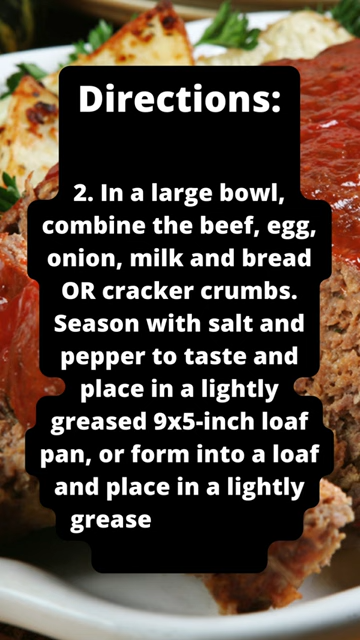 Directions:
2. In a large bowl,
combine the beef, egg,
onion, milk and bread
OR cracker crumbs.
Season with salt and
pepper to taste and
place in a lightly
greased 9x5-inch loaf
pan, or form into a loaf
and place in a lightly
grease